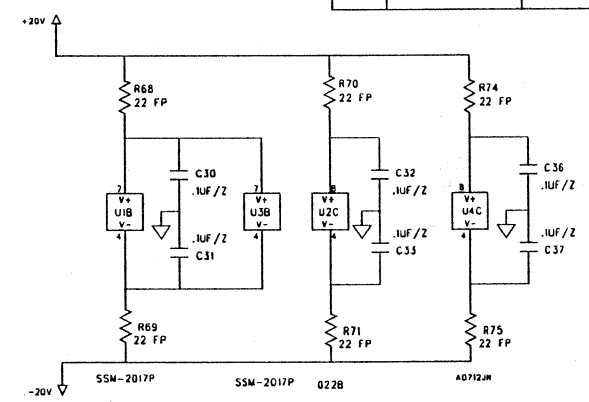 +20V
R68
22 FP
R70
22 FP
R74
22 FP
7
V+
U1B
V-
4
C30
.1UF/Z
.1UF/Z
C31
7
V+
U3B
V-
4
8
V+
U2C
V-
4
C32
.1UF/Z
.1UF/Z
C33
8
V+
U4C
V-
4
C36
.1UF/Z
.1UF/Z
C37
R69
22 FP
R71
22 FP
R75
22 FP
-20V
SSM-2017P
SSM-2017P
022B
AD712JN